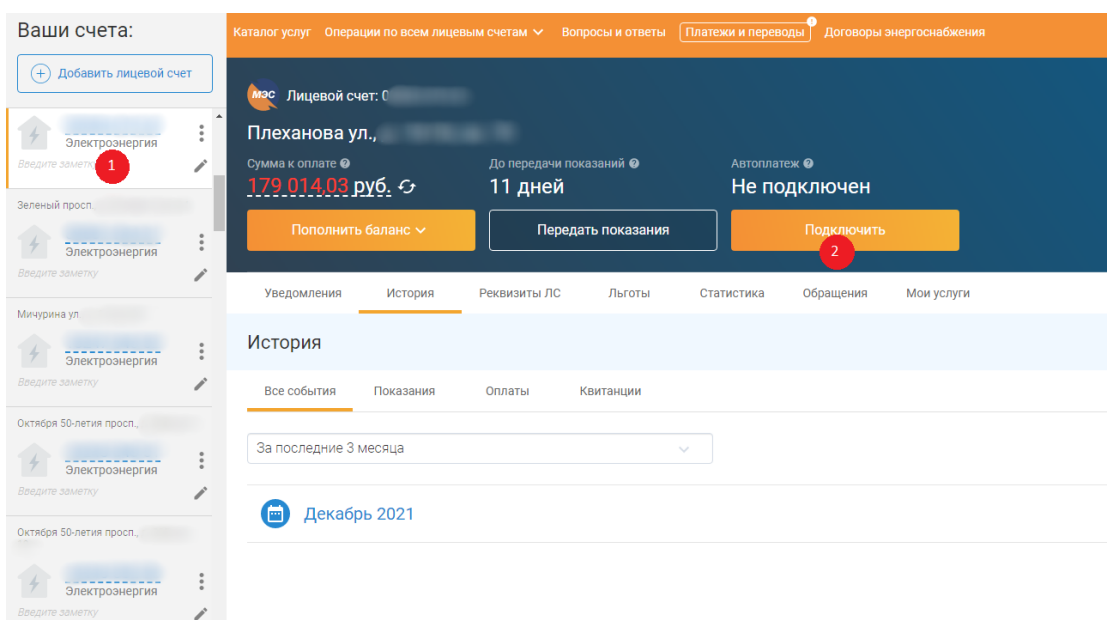 Ваши счета:
Добавить лицевой счет
Электроэнергия
Введите заметку
1
Зеленый просп.
Электроэнергия
Введите заметку
Мичурина ул
Электроэнергия
Введите заметку
Октября 50-летия просп.,
Электроэнергия
Введите заметку
Октября 50-летия просп.,
Электроэнергия
Введите заметку
Каталог услуг Операции по всем лицевым счетам Вопросы и ответы Платежи и переводы Договоры энергоснабжения
мэс Лицевой счет: 0
Плеханова ул.,
Сумма к оплате До передачи показаний Автоплатеж
179 014,03 руб. 11 дней Не подключен
Пополнить баланс Передать показания Подключить
2
Уведомления История Реквизиты ЛС Льготы Статистика Обращения Мои услуги
История
Все события Показания Оплаты Квитанции
За последние 3 месяца
Декабрь 2021